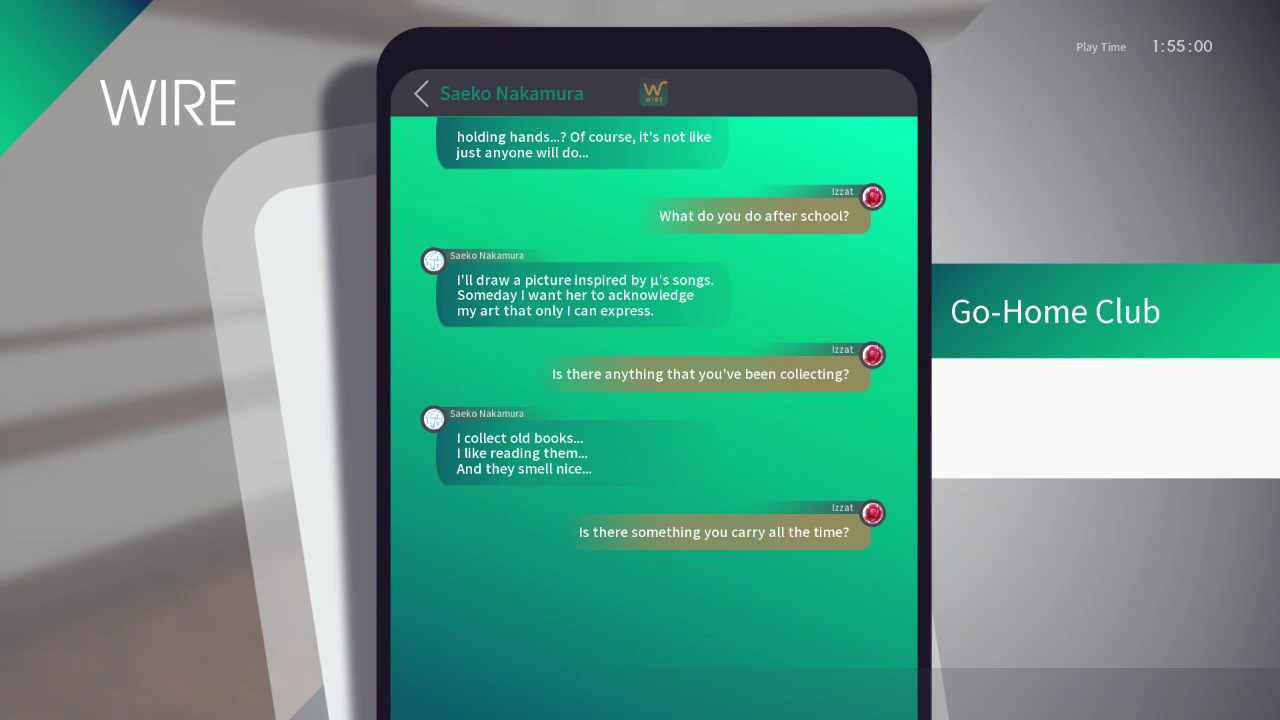 Play Time 1:55:00
WIRE
Saeko Nakamura
W
WIRE
holding hands...? Of course, it's not like
just anyone will do...
Izzat
What do you do after school?
Saeko Nakamura
I'll draw a picture inspired by μ's songs.
Someday I want her to acknowledge
my art that only I can express.
Go-Home Club
Izzat
Is there anything that you've been collecting?
Saeko Nakamura
I collect old books...
I like reading them...
And they smell nice...
Izzat
Is there something you carry all the time?